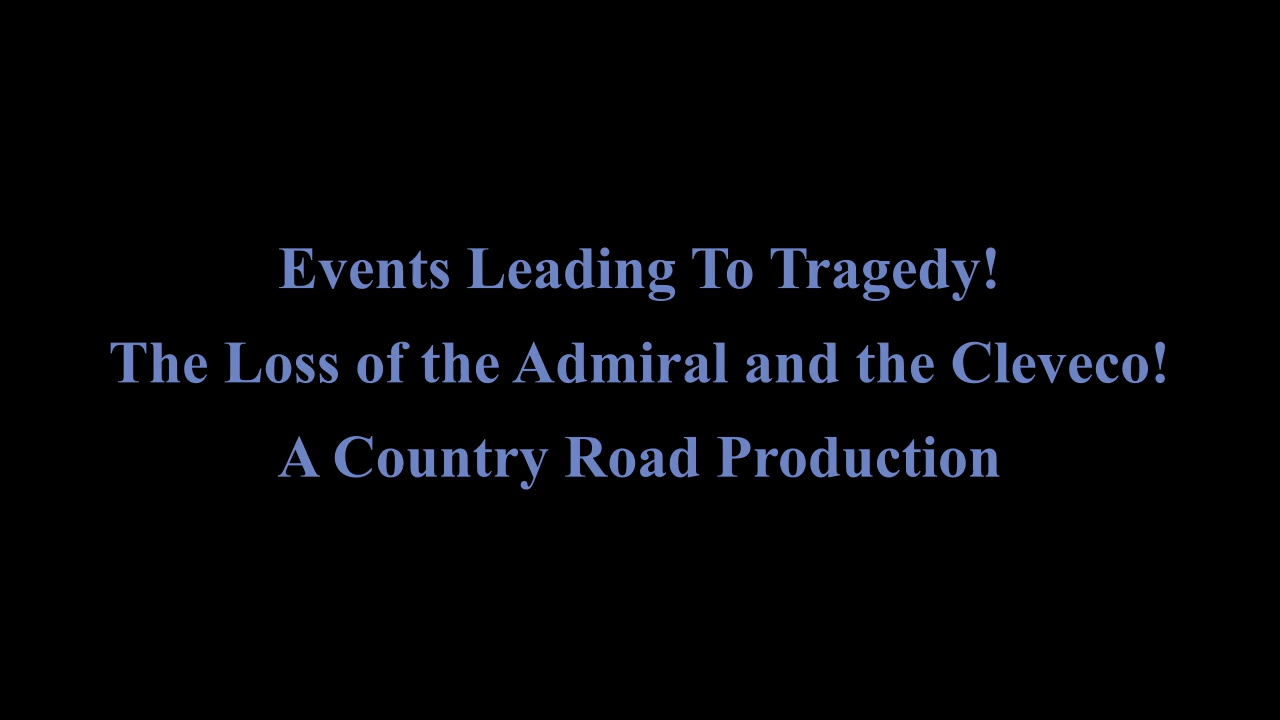 Events Leading To Tragedy!
The Loss of the Admiral and the Cleveco!
A Country Road Production